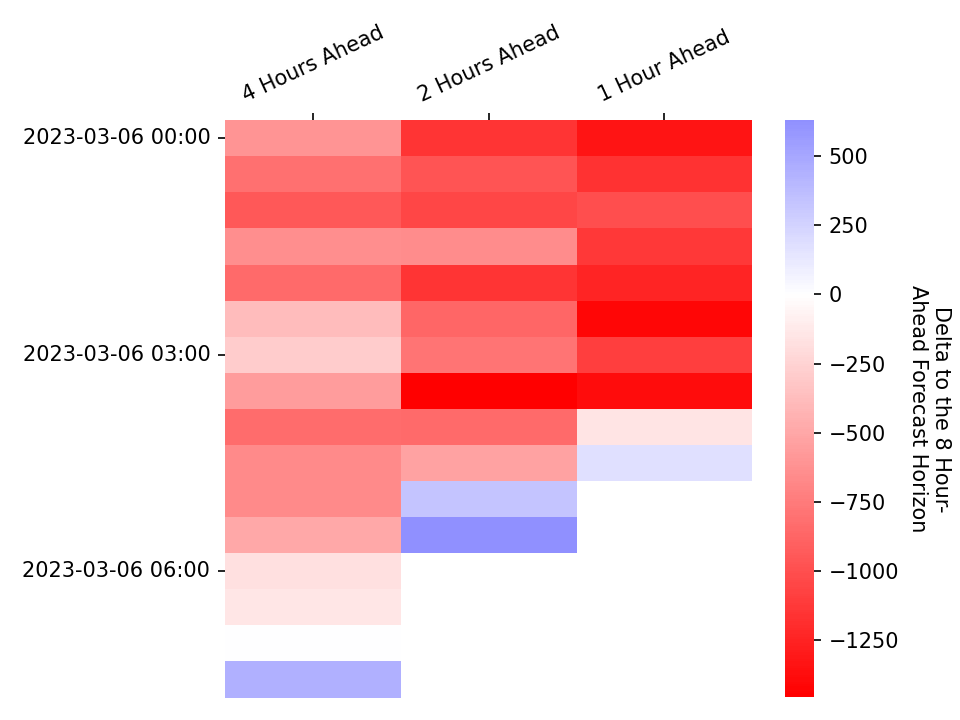 4 Hours Ahead
2 Hours Ahead
1 Hour Ahead
2023-03-06 00:00
2023-03-06 03:00
2023-03-06 06:00
500
250
0
−250
−500
−750
−1000
−1250
Delta to the 8 Hour-
Ahead Forecast Horizon